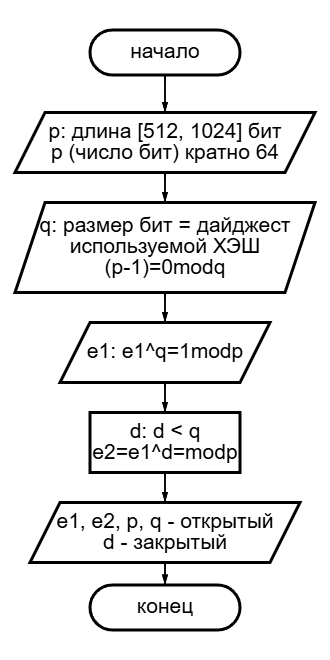 начало
p: длина [512, 1024] бит
p (число бит) кратно 64
q: размер бит = дайджест
используемой ХЭШ
(p-1)=0modq
e1: e1^q=1modp
d: d < q
e2=e1^d=modp
e1, e2, p, q - открытый
d - закрытый
конец